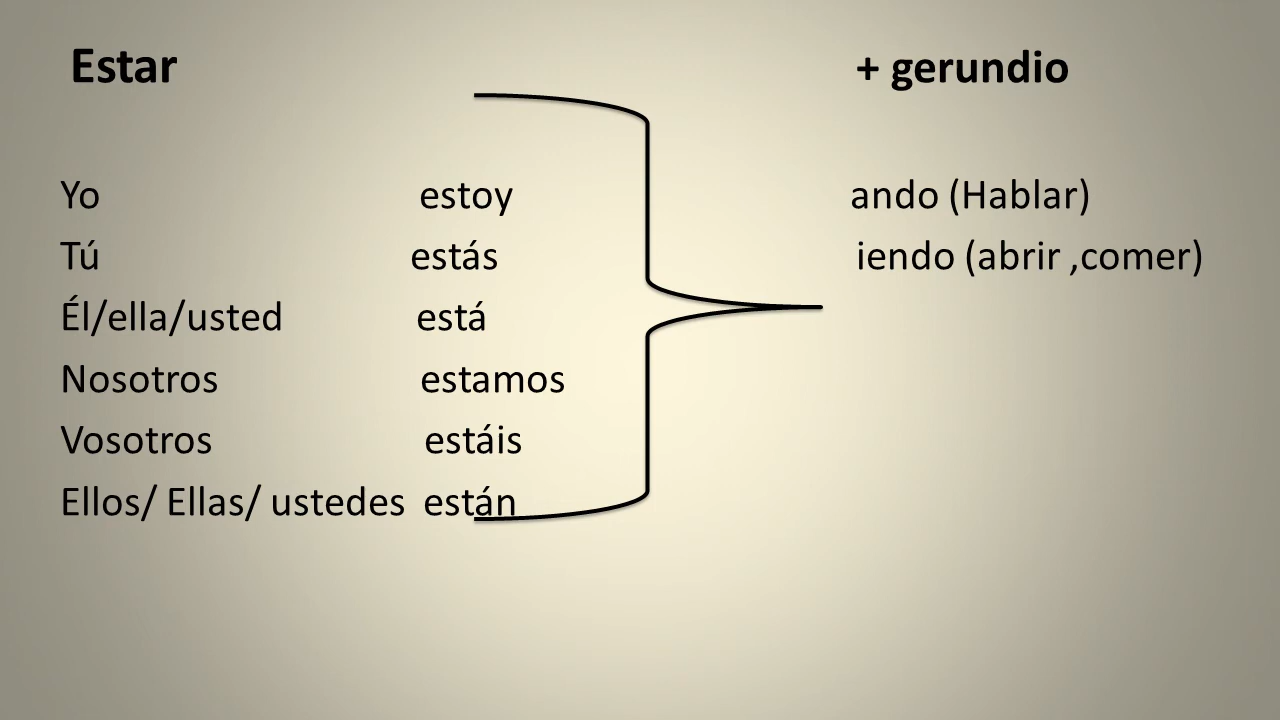 Estar + gerundio
Yo estoy ando (Hablar)
Tú estás iendo (abrir ,comer)
Él/ella/usted está
Nosotros estamos
Vosotros estáis
Ellos/ Ellas/ ustedes están